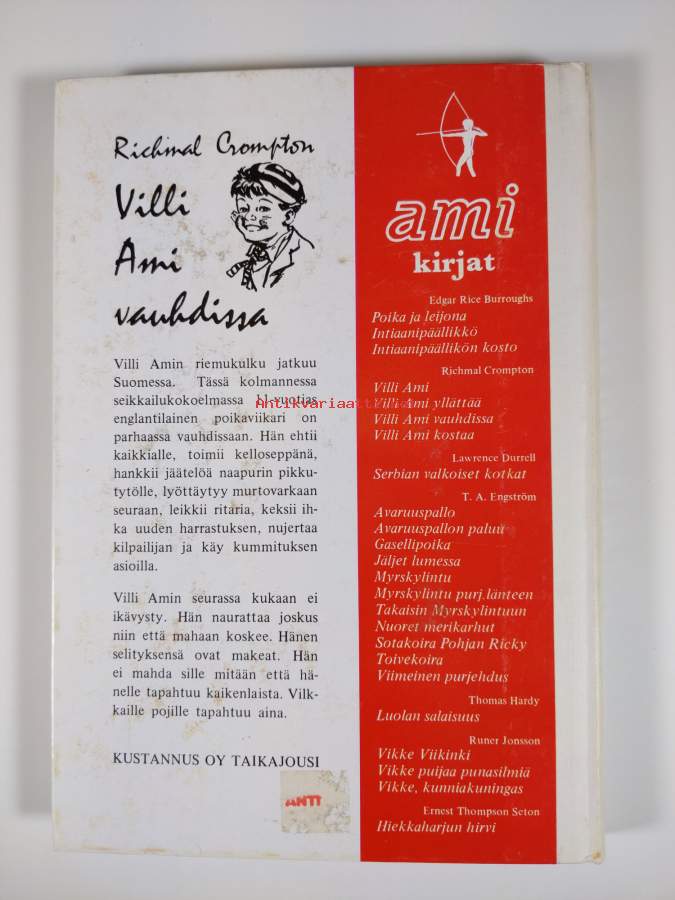 Richmal Crompton
Villi
Ami
vauhdissa
Villi Amin riemukulku jatkuu
Suomessa. Tässä kolmannessa
seikkailukokoelmassa 11-vuotias
englantilainen poikaviikari on
parhaassa vauhdissaan. Hän ehtii
kaikkialle, toimii kelloseppänä,
hankkii jäätelöä naapurin pikku-
tytölle, lyöttäytyy murtovarkaan
seuraan, leikkii ritaria, keksii ih-
ka uuden harrastuksen, nujertaa
kilpailijan ja käy kummituksen
asioilla.
Villi Amin seurassa kukaan ei
ikävysty. Hän naurattaa joskus
niin että mahaan koskee. Hänen
selityksensä ovat makeat. Hän
ei mahda sille mitään että hä-
nelle tapahtuu kaikenlaista. Vilk-
kaille pojille tapahtuu aina.
KUSTANNUS OY TAIKAJOUSI
ANTI
ami
kirjat
Edgar Rice Burroughs
Poika ja leijona
Intiaanipäällikkö
Intiaanipäällikön kosto
Richmal Crompton
Villi Ami
Villi Ami yllättää
Villi Ami vauhdissa
Villi Ami kostaa
Lawrence Durrell
Serbian valkoiset kotkat
T. A. Engström
Avaruuspallo
Avaruuspallon paluu
Gasellipoika
Jäljet lumessa
Myrskylintu
Myrskylintu purj.länteen
Takaisin Myrskylintuun
Nuoret merikarhut
Sotakoira Pohjan Ricky
Toivekoira
Viimeinen purjehdus
Thomas Hardy
Luolan salaisuus
Runer Jonsson
Vikke Viikinki
Vikke puijaa punasilmiä
Vikke, kunniakuningas
Ernest Thompson Seton
Hiekkaharjun hirvi